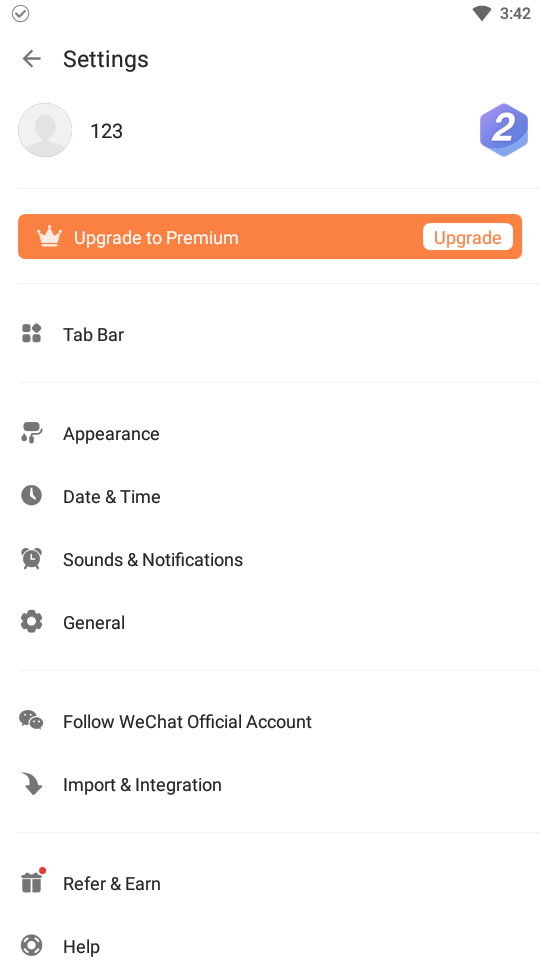 3:42
Settings
123
2
Upgrade to Premium
Upgrade
Tab Bar
Appearance
Date & Time
Sounds & Notifications
General
Follow WeChat Official Account
Import & Integration
Refer & Earn
Help